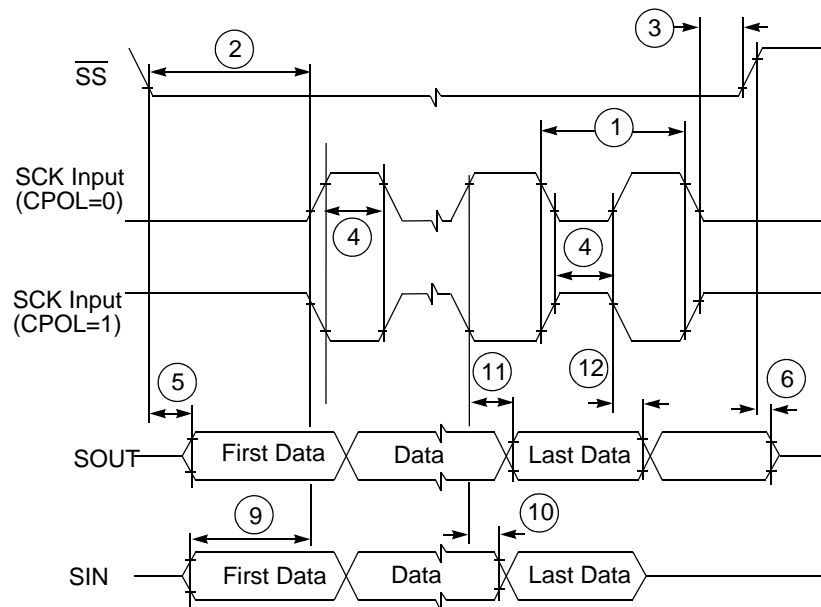 3
2
SS
1
SCK Input
(CPOL=0)
4
4
SCK Input
(CPOL=1)
5
11
12
6
SOUT
First Data
Data
Last Data
9
10
SIN
First Data
Data
Last Data